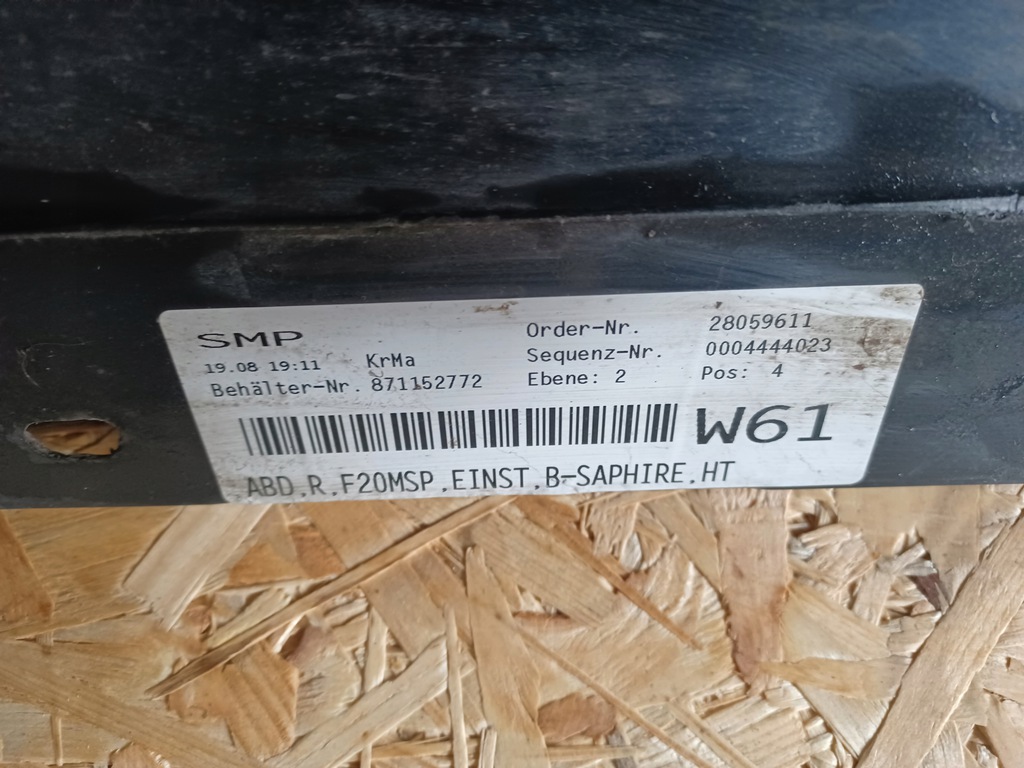 SMP
19.08 19:11 KrMa
Behälter-Nr. 871152772
Order-Nr. 28059611
Sequenz-Nr. 0004444023
Ebene: 2 Pos: 4
W61
ABD.R.F20MSP.EINST.B-SAPHIRE.HT